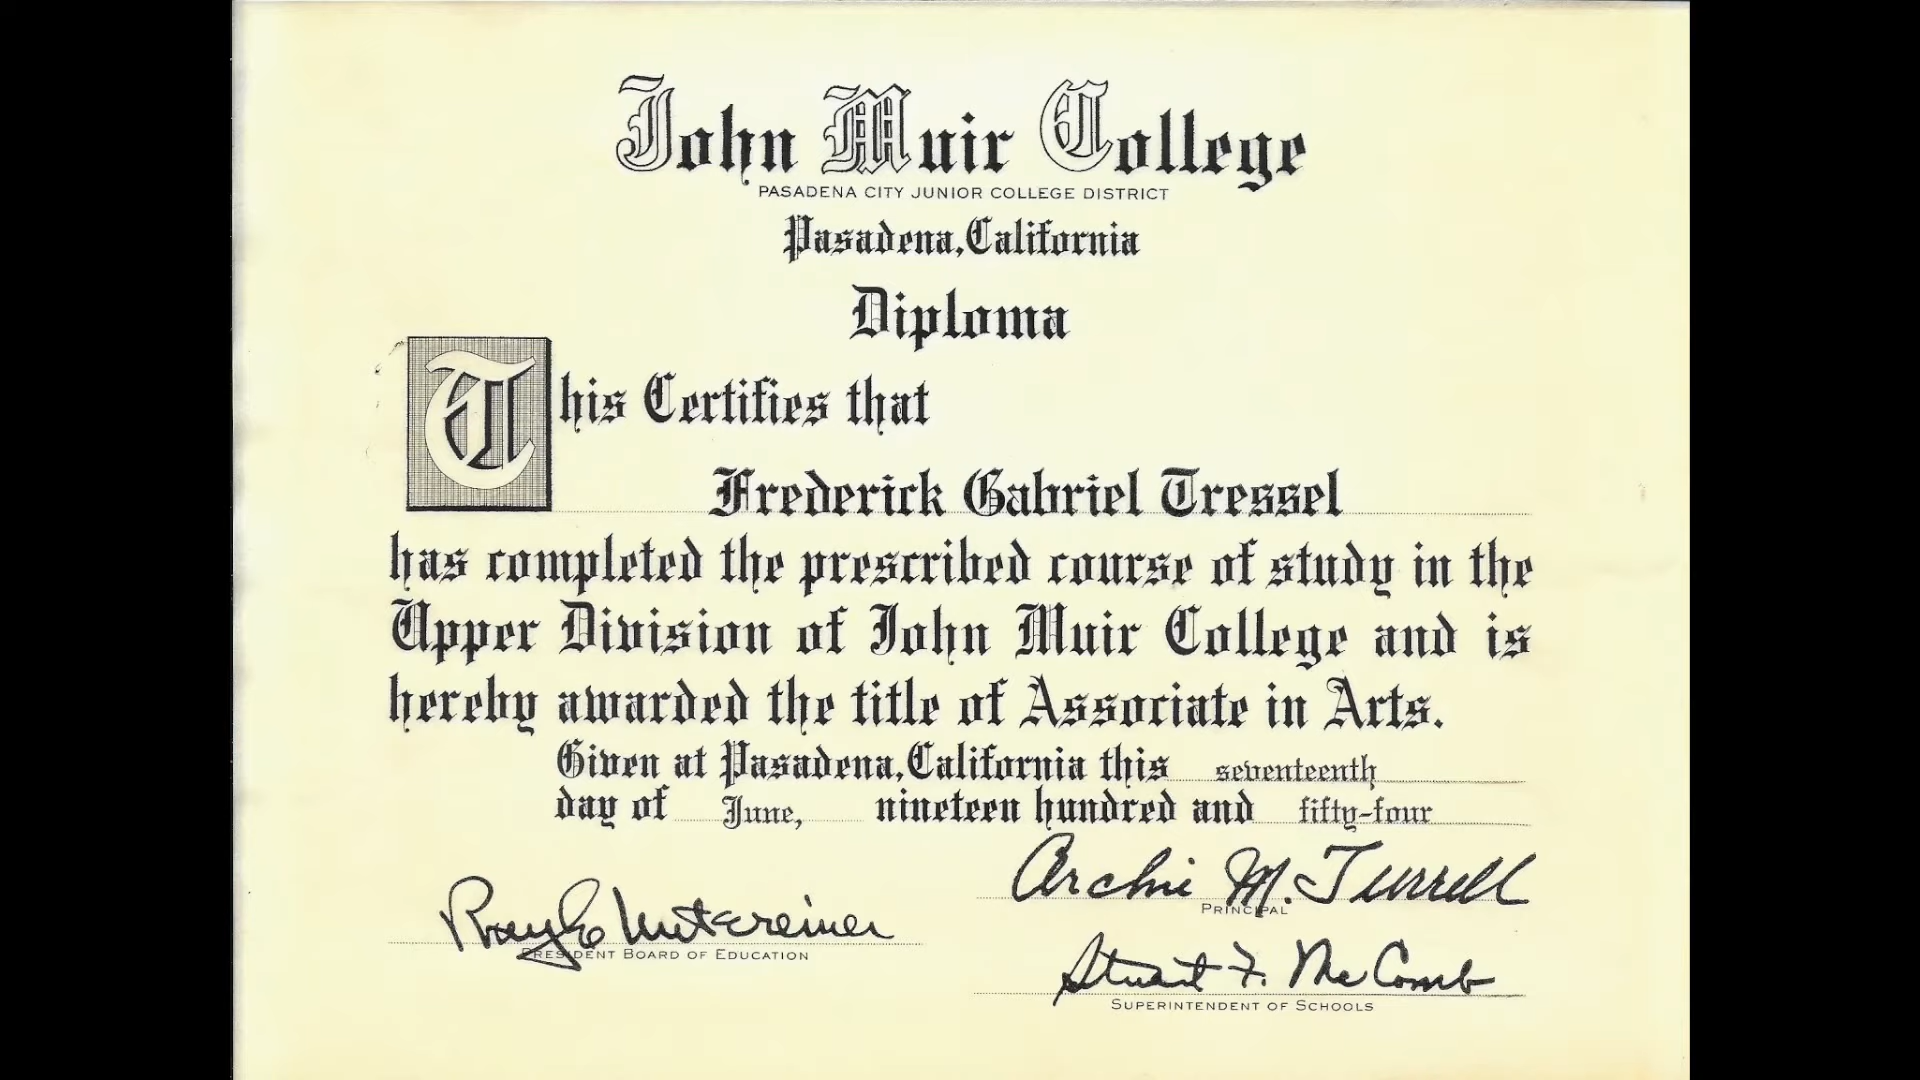 John Muir College
PASADENA CITY JUNIOR COLLEGE DISTRICT
Pasadena, California
Diploma
This Certifies that
Frederick Gabriel Tressel
has completed the prescribed course of study in the
Upper Division of John Muir College and is
hereby awarded the title of Associate in Arts.
Given at Pasadena, California this seventeenth
day of June, nineteen hundred and fifty-four
Archie M. Turrell
PRINCIPAL
Roy E
PRESIDENT BOARD OF EDUCATION
Stuart F. McComb
SUPERINTENDENT OF SCHOOLS